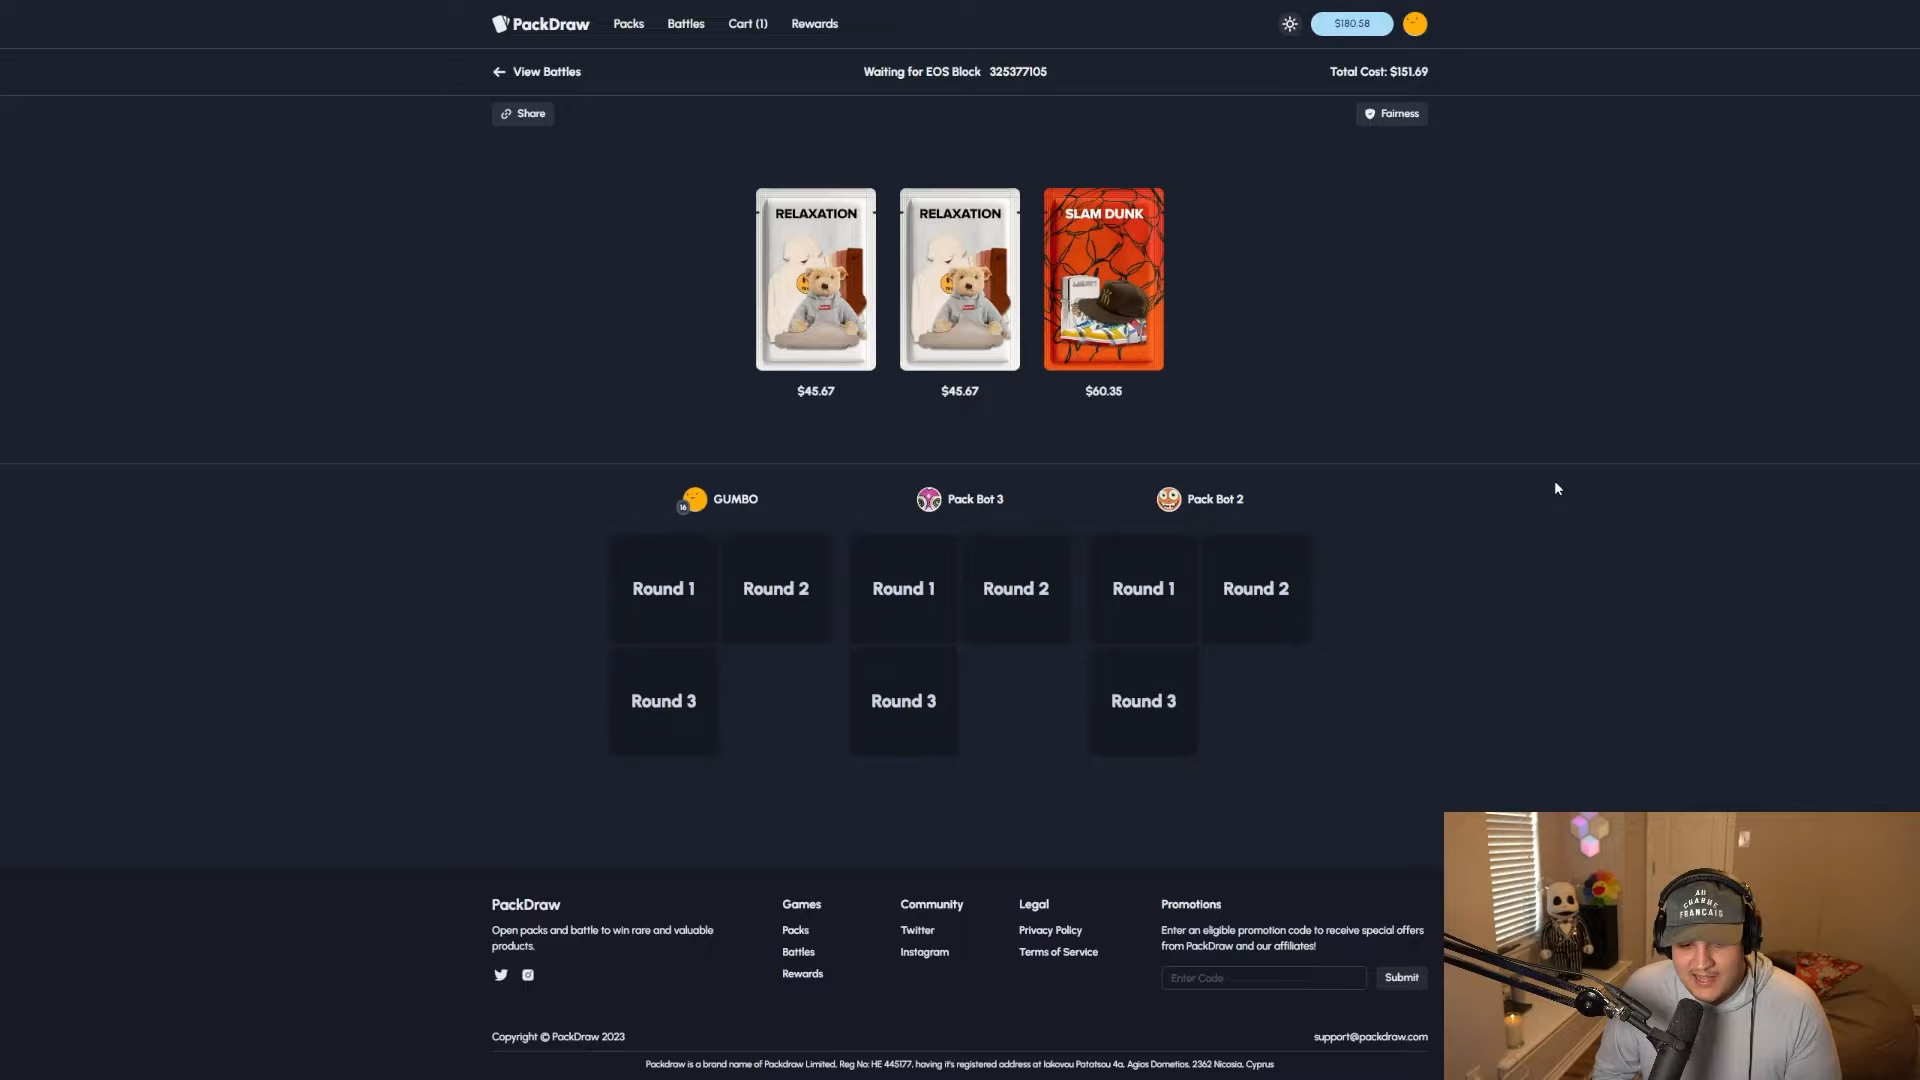 PackDraw Packs Battles Cart (1) Rewards $180.58
View Battles Waiting for EOS Block 325377105 Total Cost: $151.69
Share Fairness
RELAXATION RELAXATION SLAM DUNK
$45.67 $45.67 $60.35
16 GUMBO Pack Bot 3 Pack Bot 2
Round 1 Round 2 Round 1 Round 2 Round 1 Round 2
Round 3 Round 3 Round 3
PackDraw Games Community Legal Promotions
Open packs and battle to win rare and valuable
products.
Packs
Battles
Rewards
Twitter
Instagram
Privacy Policy
Terms of Service
Enter an eligible promotion code to receive special offers
from PackDraw and our affiliates!
Enter Code Submit
Copyright © PackDraw 2023 support@packdraw.com
Packdraw is a brand name of Packdraw Limited, Reg No: HE 445177, having it's registered address at Iakovou Patatsou 4a, Agios Dometios, 2362 Nicosia, Cyprus
AU
CHARME
FRANCAIS